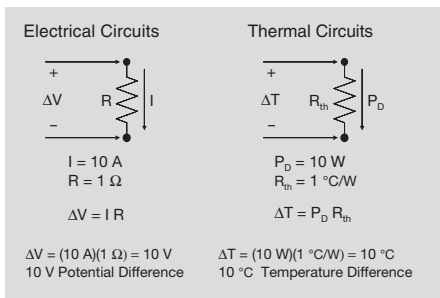 Electrical Circuits
+
ΔV
R
I
–
I = 10 A
R = 1 Ω
ΔV = I R
ΔV = (10 A)(1 Ω) = 10 V
10 V Potential Difference
Thermal Circuits
+
ΔT
Rth
PD
–
PD = 10 W
Rth = 1 °C/W
ΔT = PD Rth
ΔT = (10 W)(1 °C/W) = 10 °C
10 °C Temperature Difference